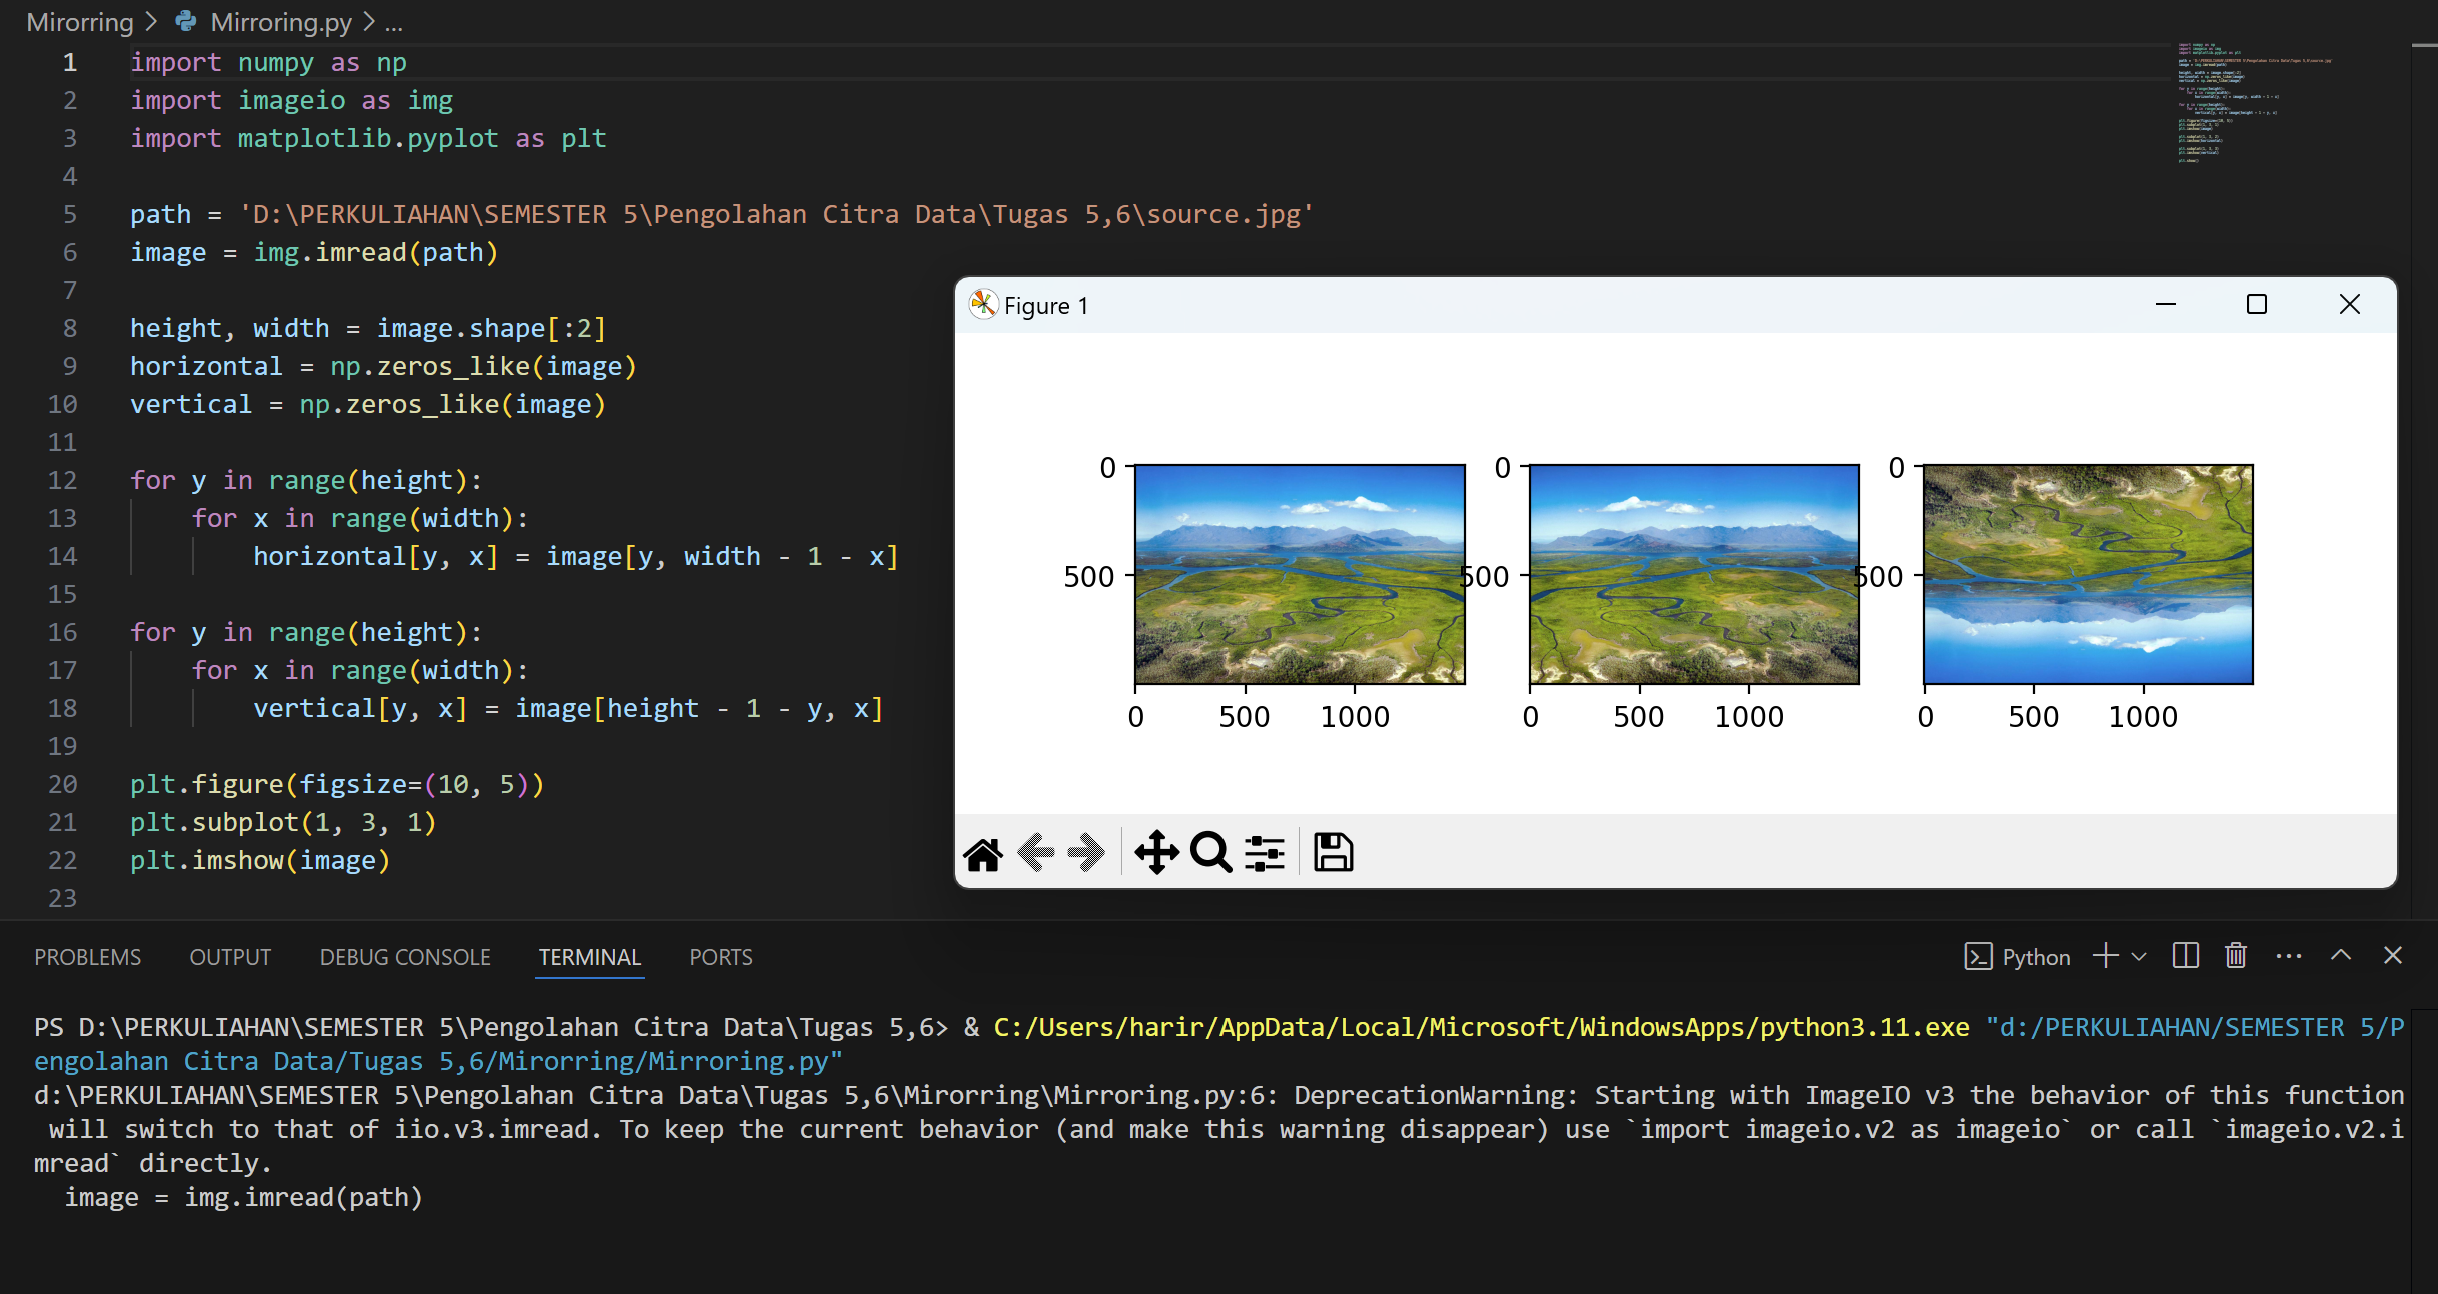 Mirorring > Mirroring.py > ...
1 import numpy as np
2 import imageio as img
3 import matplotlib.pyplot as plt
4
5 path = 'D:\PERKULIAHAN\SEMESTER 5\Pengolahan Citra Data\Tugas 5,6\source.jpg'
6 image = img.imread(path)
7
8 height, width = image.shape[:2]
9 horizontal = np.zeros_like(image)
10 vertical = np.zeros_like(image)
11
12 for y in range(height):
13 for x in range(width):
14 horizontal[y, x] = image[y, width - 1 - x]
15
16 for y in range(height):
17 for x in range(width):
18 vertical[y, x] = image[height - 1 - y, x]
19
20 plt.figure(figsize=(10, 5))
21 plt.subplot(1, 3, 1)
22 plt.imshow(image)
23
Figure 1
0 0 0
500 500 500
0 500 1000 0 500 1000 0 500 1000
PROBLEMS OUTPUT DEBUG CONSOLE TERMINAL PORTS Python
PS D:\PERKULIAHAN\SEMESTER 5\Pengolahan Citra Data\Tugas 5,6> & C:/Users/harir/AppData/Local/Microsoft/WindowsApps/python3.11.exe "d:/PERKULIAHAN/SEMESTER 5/P
engolahan Citra Data/Tugas 5,6/Mirorring/Mirroring.py"
d:\PERKULIAHAN\SEMESTER 5\Pengolahan Citra Data\Tugas 5,6\Mirorring\Mirroring.py:6: DeprecationWarning: Starting with ImageIO v3 the behavior of this function
will switch to that of iio.v3.imread. To keep the current behavior (and make this warning disappear) use `import imageio.v2 as imageio` or call `imageio.v2.i
mread` directly.
image = img.imread(path)